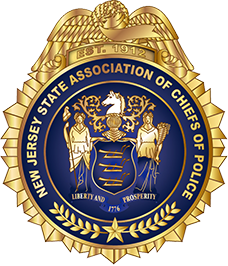 EST. 1912
NEW JERSEY STATE ASSOCIATION OF CHIEFS OF POLICE
LIBERTY AND PROSPERITY
1776